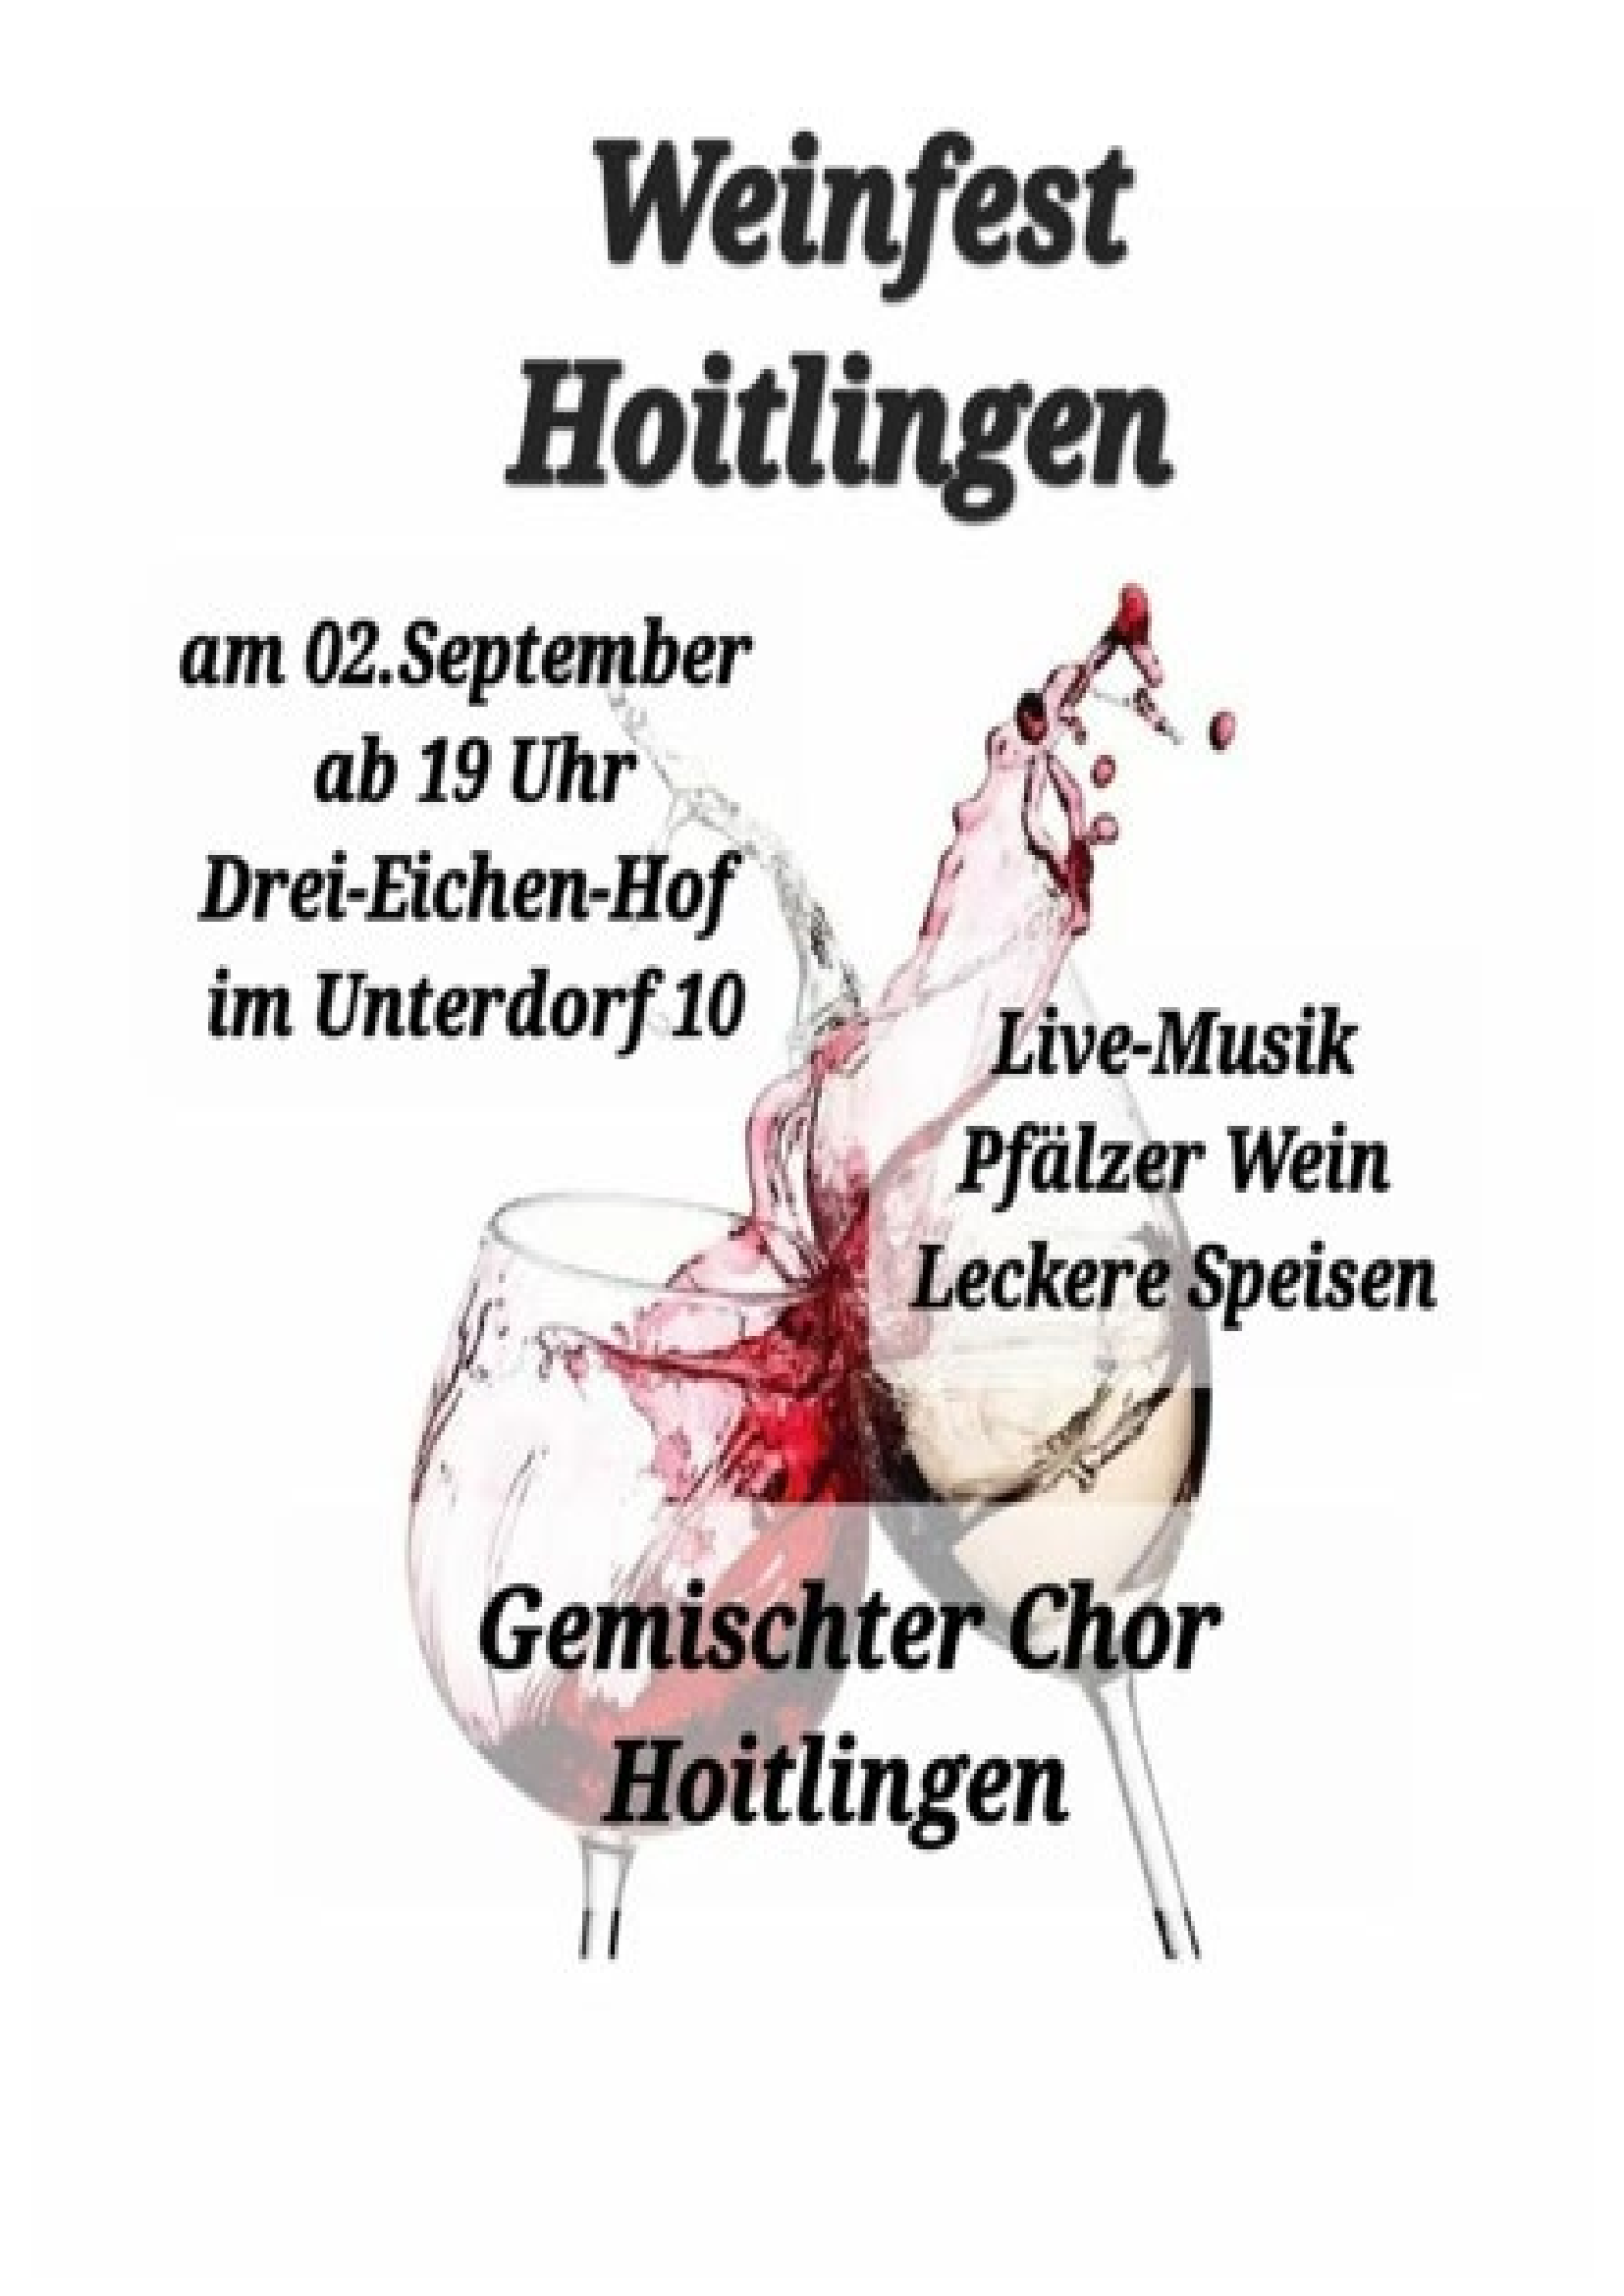 Weinfest
Hoitlingen
am 02.September
ab 19 Uhr
Drei-Eichen-Hof
im Unterdorf 10
Live-Musik
Pfälzer Wein
Leckere Speisen
Gemischter Chor
Hoitlingen